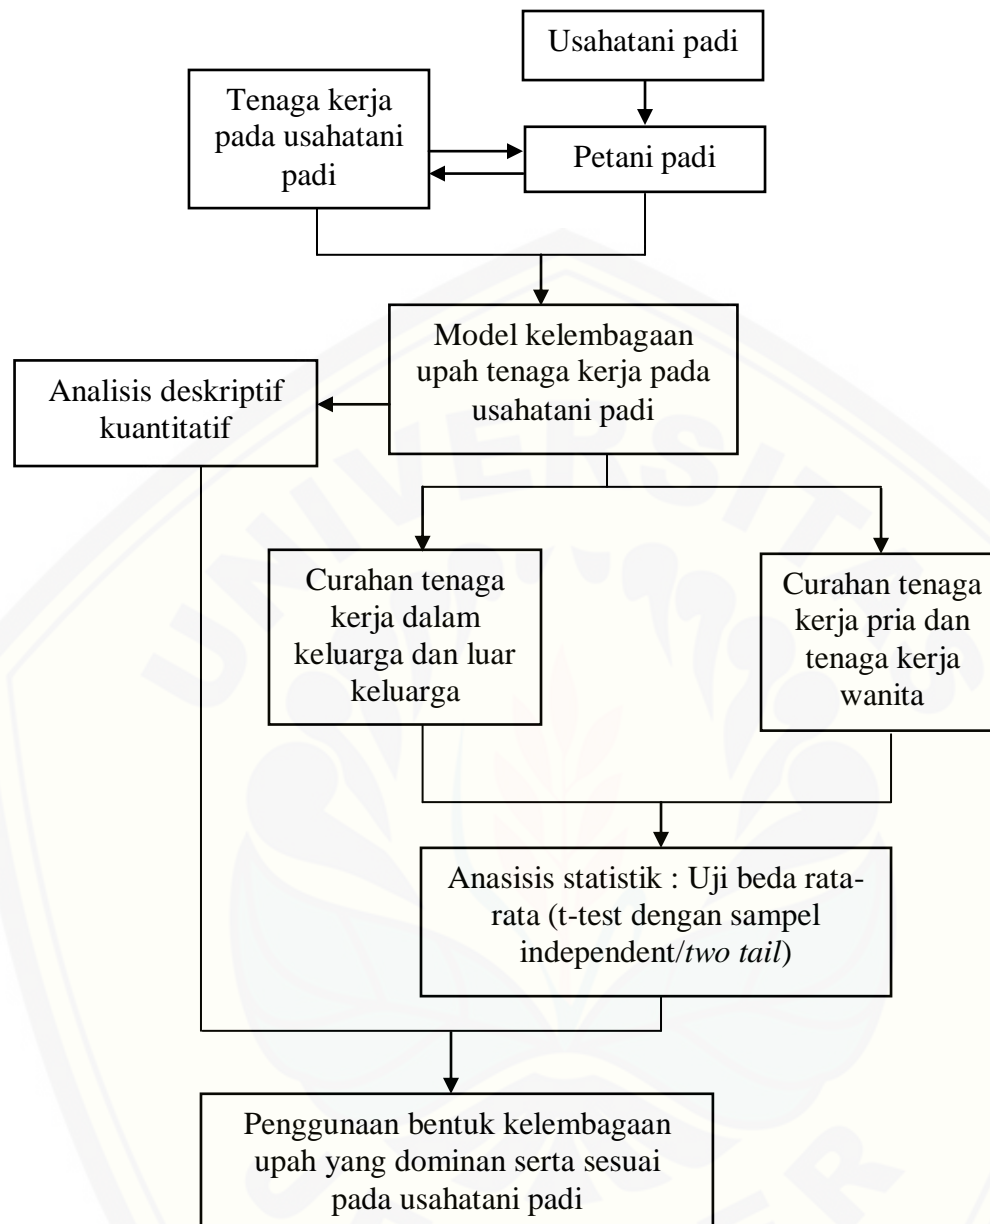 Usahatani padi
Tenaga kerja
pada usahatani
padi
Petani padi
Model kelembagaan
upah tenaga kerja pada
usahatani padi
Analisis deskriptif
kuantitatif
Curahan tenaga
kerja dalam
keluarga dan luar
keluarga
Curahan tenaga
kerja pria dan
tenaga kerja
wanita
Anasisis statistik : Uji beda rata-
rata (t-test dengan sampel
independent/two tail)
Penggunaan bentuk kelembagaan
upah yang dominan serta sesuai
pada usahatani padi
UNIVERSITAS